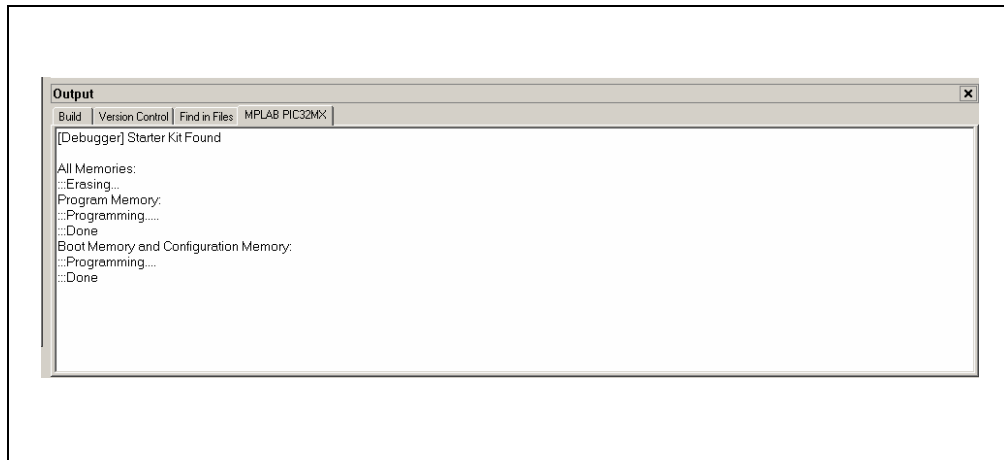 Output
Build Version Control Find in Files MPLAB PIC32MX
[Debugger] Starter Kit Found
All Memories:
:::Erasing...
Program Memory:
:::Programming.....
:::Done
Boot Memory and Configuration Memory:
:::Programming....
:::Done